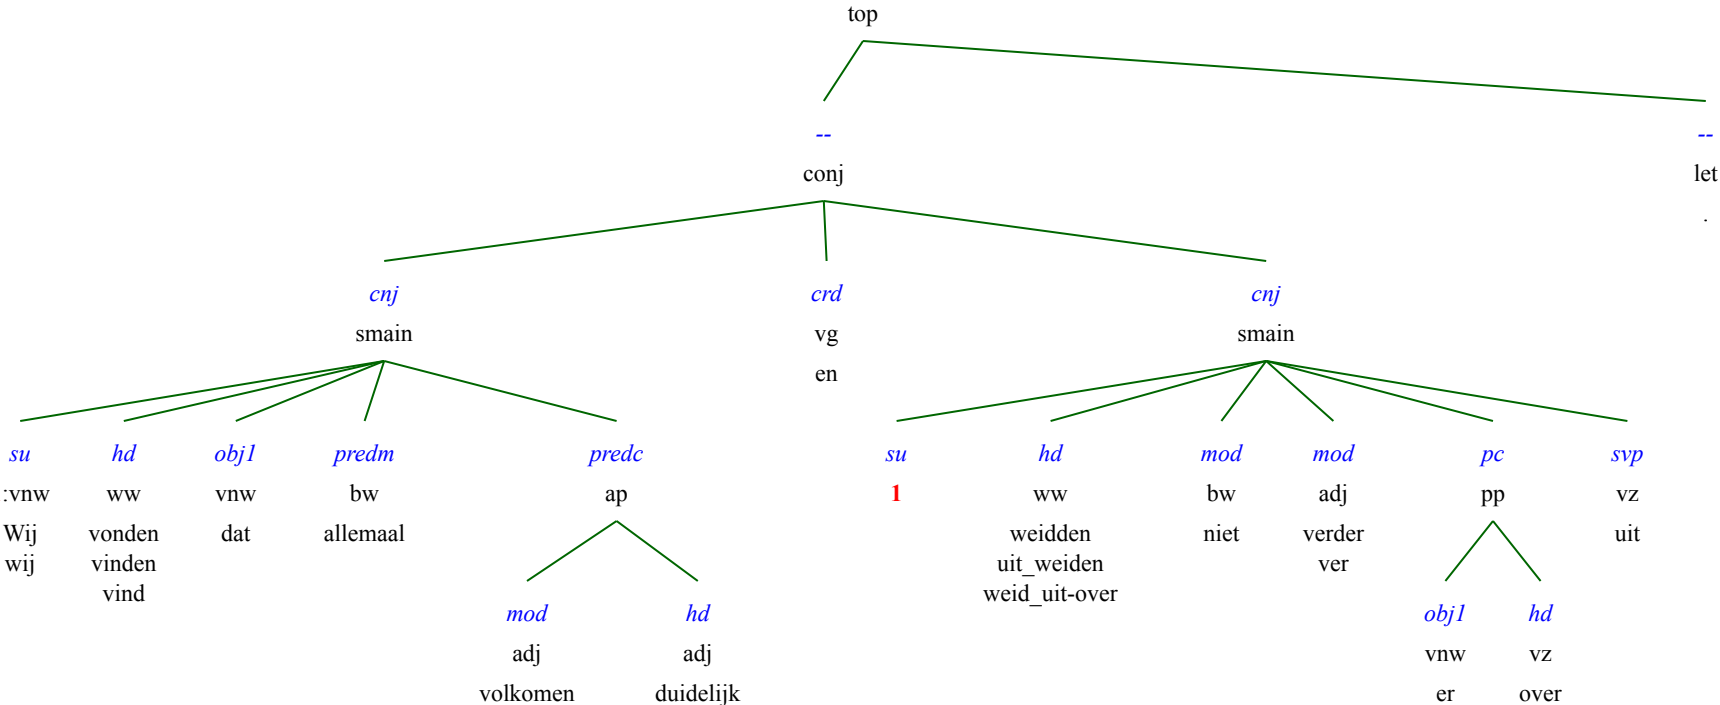 top
-- --
conj let
.
cnj crd cnj
smain vg smain
en
su hd obj1 predm predc su hd mod mod pc svp
:vnw ww vnw bw ap 1 ww bw adj pp vz
Wij vonden dat allemaal weidden niet verder uit
wij vinden uit_weiden ver
vind weid_uit-over
mod hd obj1 hd
adj adj vnw vz
volkomen duidelijk er over